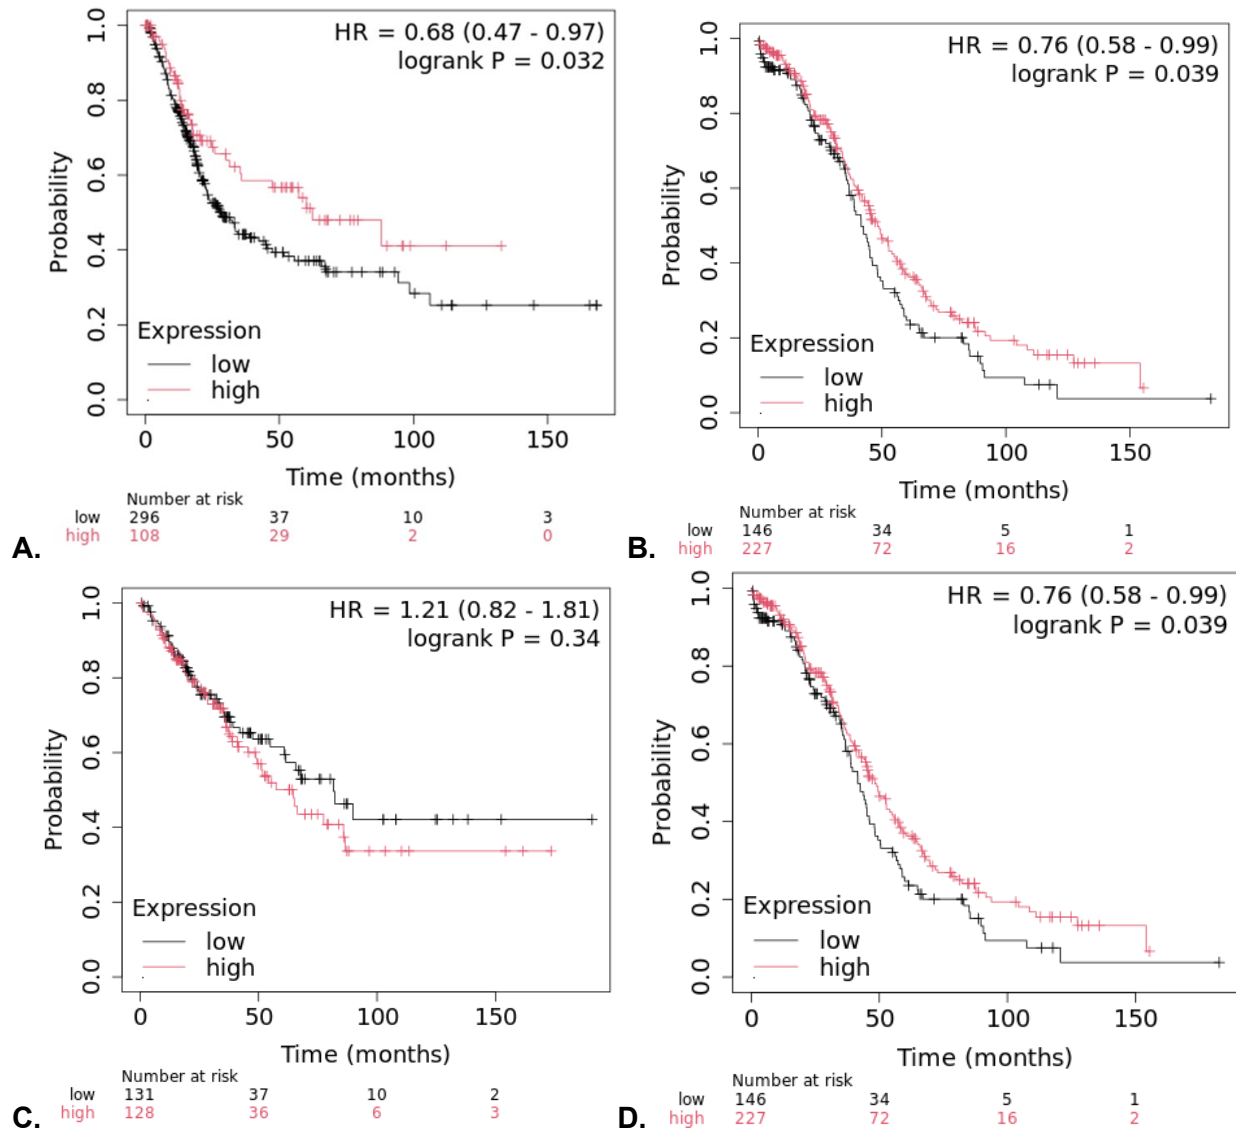 HR = 0.68 (0.47 - 0.97)
logrank P = 0.032
Probability
0.0 0.2 0.4 0.6 0.8 1.0
Expression
low
high
0 50 100 150
Time (months)
Number at risk
low 296 37 10 3
high 108 29 2 0
A.
HR = 0.76 (0.58 - 0.99)
logrank P = 0.039
Probability
0.0 0.2 0.4 0.6 0.8 1.0
Expression
low
high
0 50 100 150
Time (months)
Number at risk
low 146 34 5 1
high 227 72 16 2
B.
HR = 1.21 (0.82 - 1.81)
logrank P = 0.34
Probability
0.0 0.2 0.4 0.6 0.8 1.0
Expression
low
high
0 50 100 150
Time (months)
Number at risk
low 131 37 10 2
high 128 36 6 3
C.
HR = 0.76 (0.58 - 0.99)
logrank P = 0.039
Probability
0.0 0.2 0.4 0.6 0.8 1.0
Expression
low
high
0 50 100 150
Time (months)
Number at risk
low 146 34 5 1
high 227 72 16 2
D.